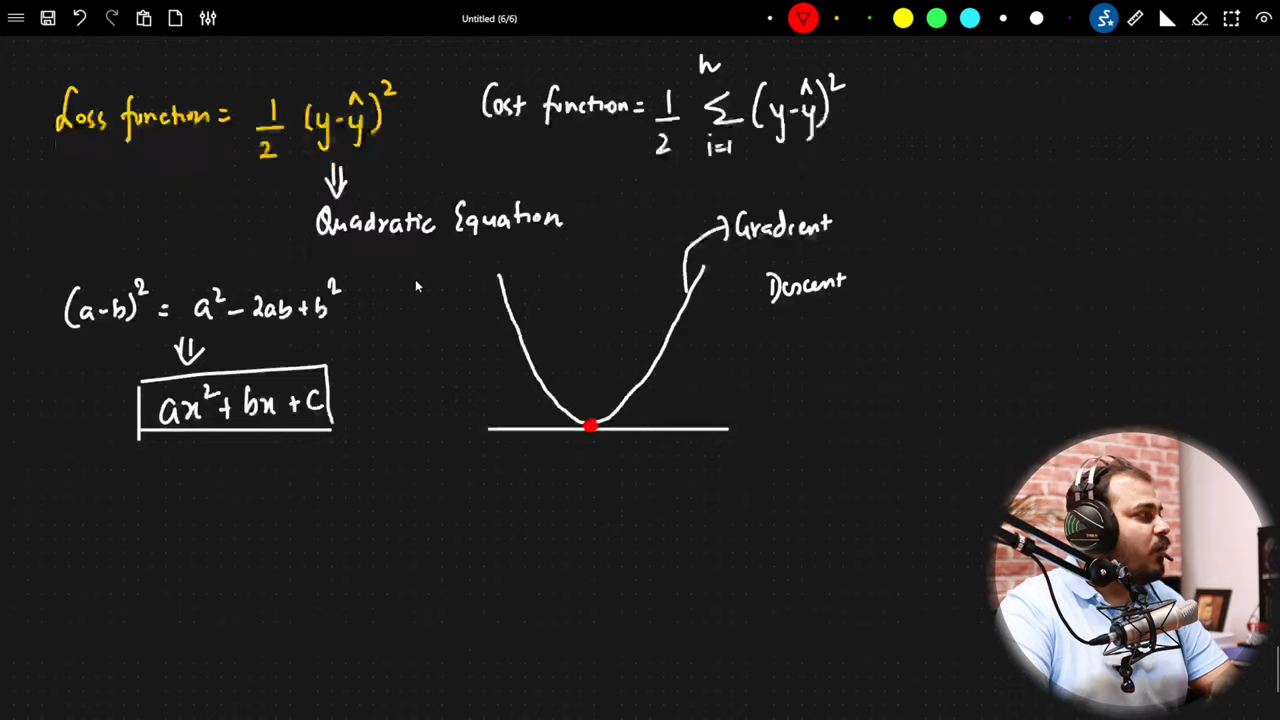 Untitled (6/6)
Loss function = 1/2 (y-ŷ)²
Cost function = 1/2 Σ i=1 n (y-ŷ)²
⇓
Quadratic Equation
→ Gradient
Descent
(a-b)² = a² - 2ab + b²
⇓
ax² + bx + c